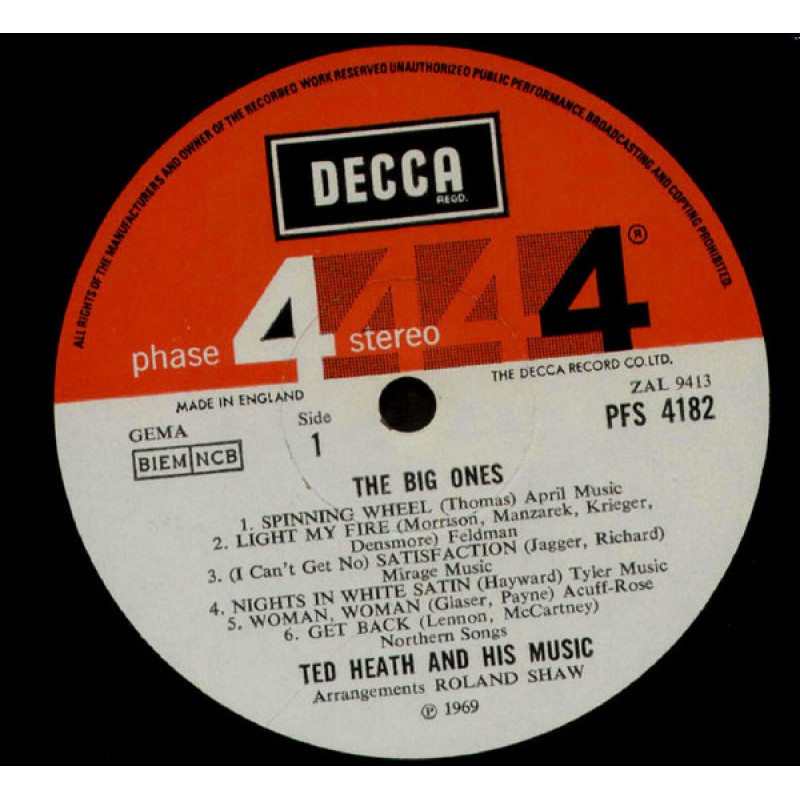 ALL RIGHTS OF THE MANUFACTURERS AND OWNER OF THE RECORDED WORK RESERVED UNAUTHORIZED PUBLIC PERFORMANCE, BROADCASTING AND COPYING PROHIBITED.
DECCA
REGD.
phase 4 stereo 4 4 4 ®
MADE IN ENGLAND
THE DECCA RECORD CO. LTD.
GEMA
BIEM NCB
Side
1
ZAL 9413
PFS 4182
THE BIG ONES
1. SPINNING WHEEL (Thomas) April Music
2. LIGHT MY FIRE (Morrison, Manzarek, Krieger,
Densmore) Feldman
3. (I Can't Get No) SATISFACTION (Jagger, Richard)
Mirage Music
4. NIGHTS IN WHITE SATIN (Hayward) Tyler Music
5. WOMAN, WOMAN (Glaser, Payne) Acuff-Rose
6. GET BACK (Lennon, McCartney)
Northern Songs
TED HEATH AND HIS MUSIC
Arrangements ROLAND SHAW
℗ 1969